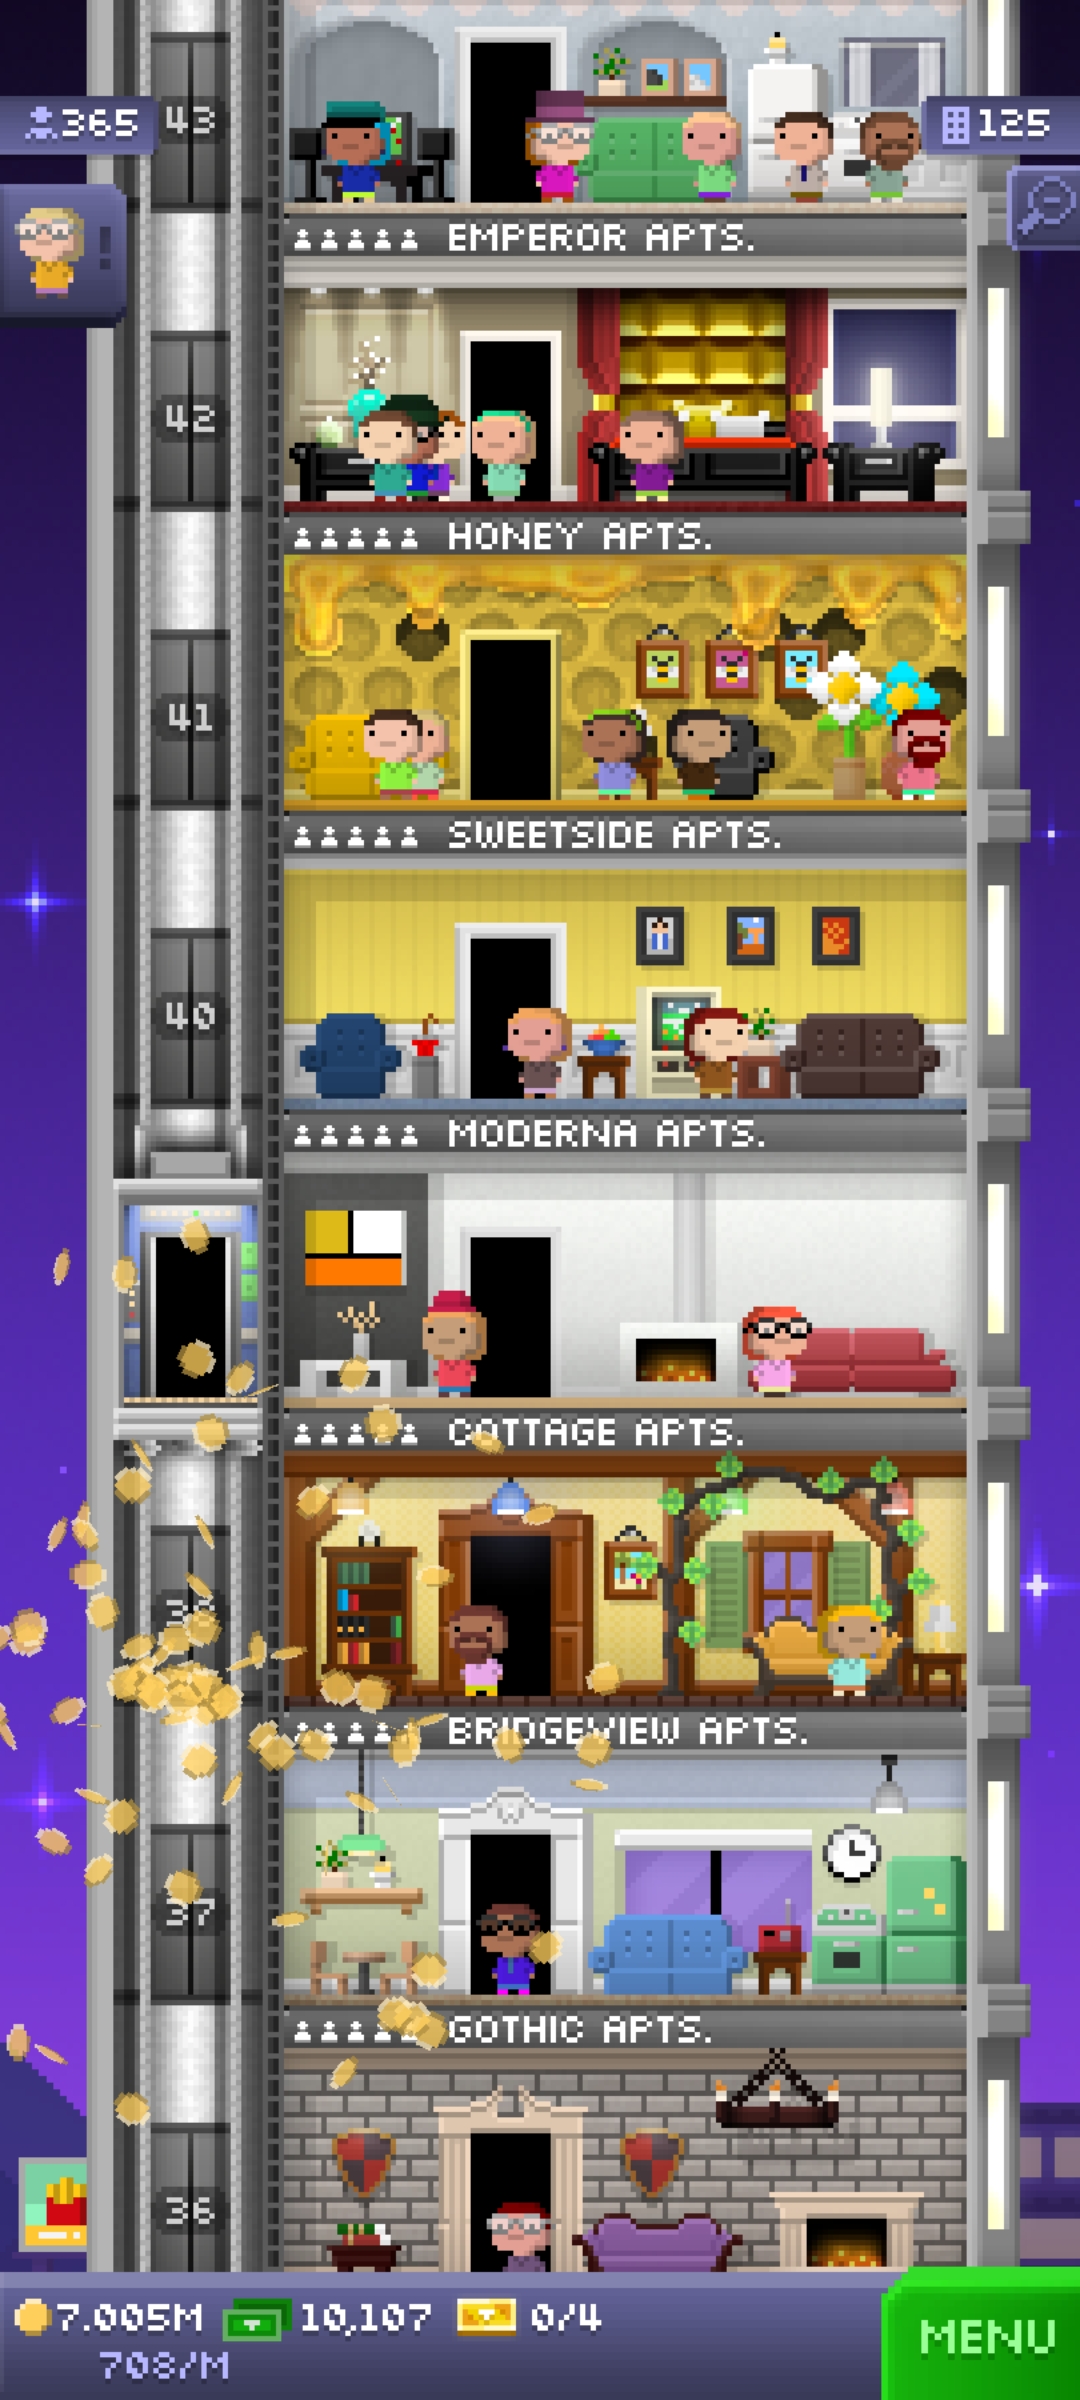 365
43
125
!
EMPEROR APTS.
42
HONEY APTS.
41
SWEETSIDE APTS.
40
MODERNA APTS.
COTTAGE APTS.
38
BRIDGEVIEW APTS.
37
GOTHIC APTS.
36
7.005M 10,107 0/4
708/M
MENU